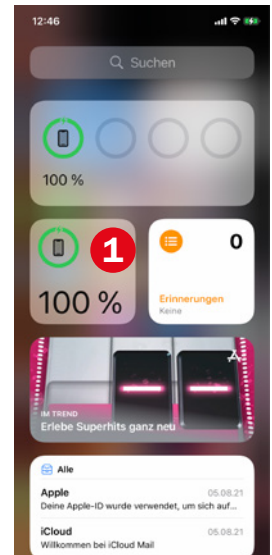 12:46
Suchen
100 %
1
100 %
0
Erinnerungen
Keine
IM TREND
Erlebe Superhits ganz neu
Alle
Apple 05.08.21
Deine Apple-ID wurde verwendet, um sich auf...
iCloud 05.08.21
Willkommen bei iCloud Mail